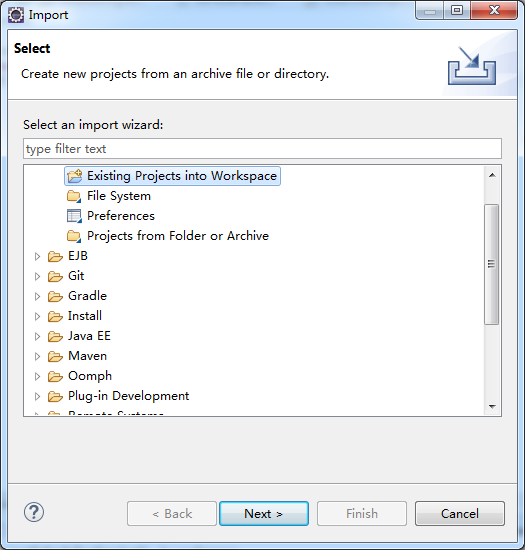 Import
Select
Create new projects from an archive file or directory.
Select an import wizard:
type filter text
Existing Projects into Workspace
File System
Preferences
Projects from Folder or Archive
EJB
Git
Gradle
Install
Java EE
Maven
Oomph
Plug-in Development
Remote Systems
?
< Back
Next >
Finish
Cancel